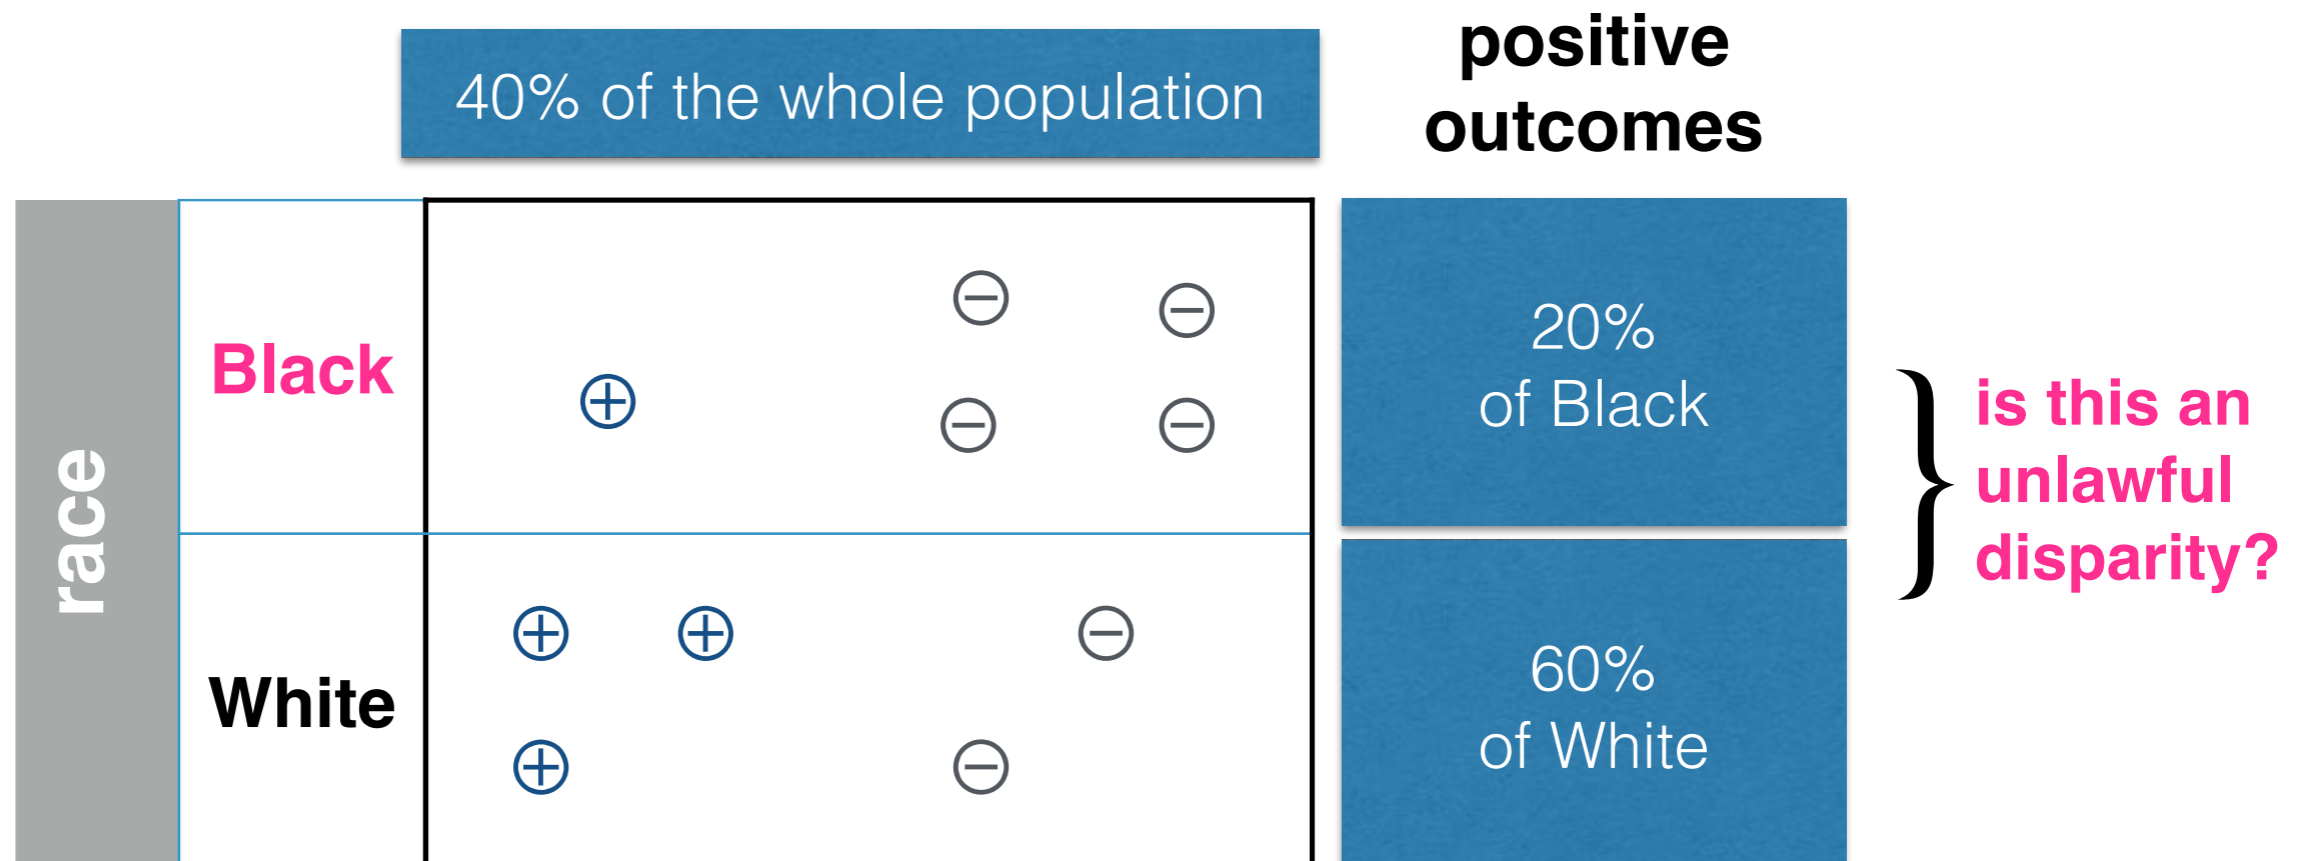 40% of the whole population
positive
outcomes
race
Black
20%
of Black
is this an
unlawful
disparity?
White
60%
of White